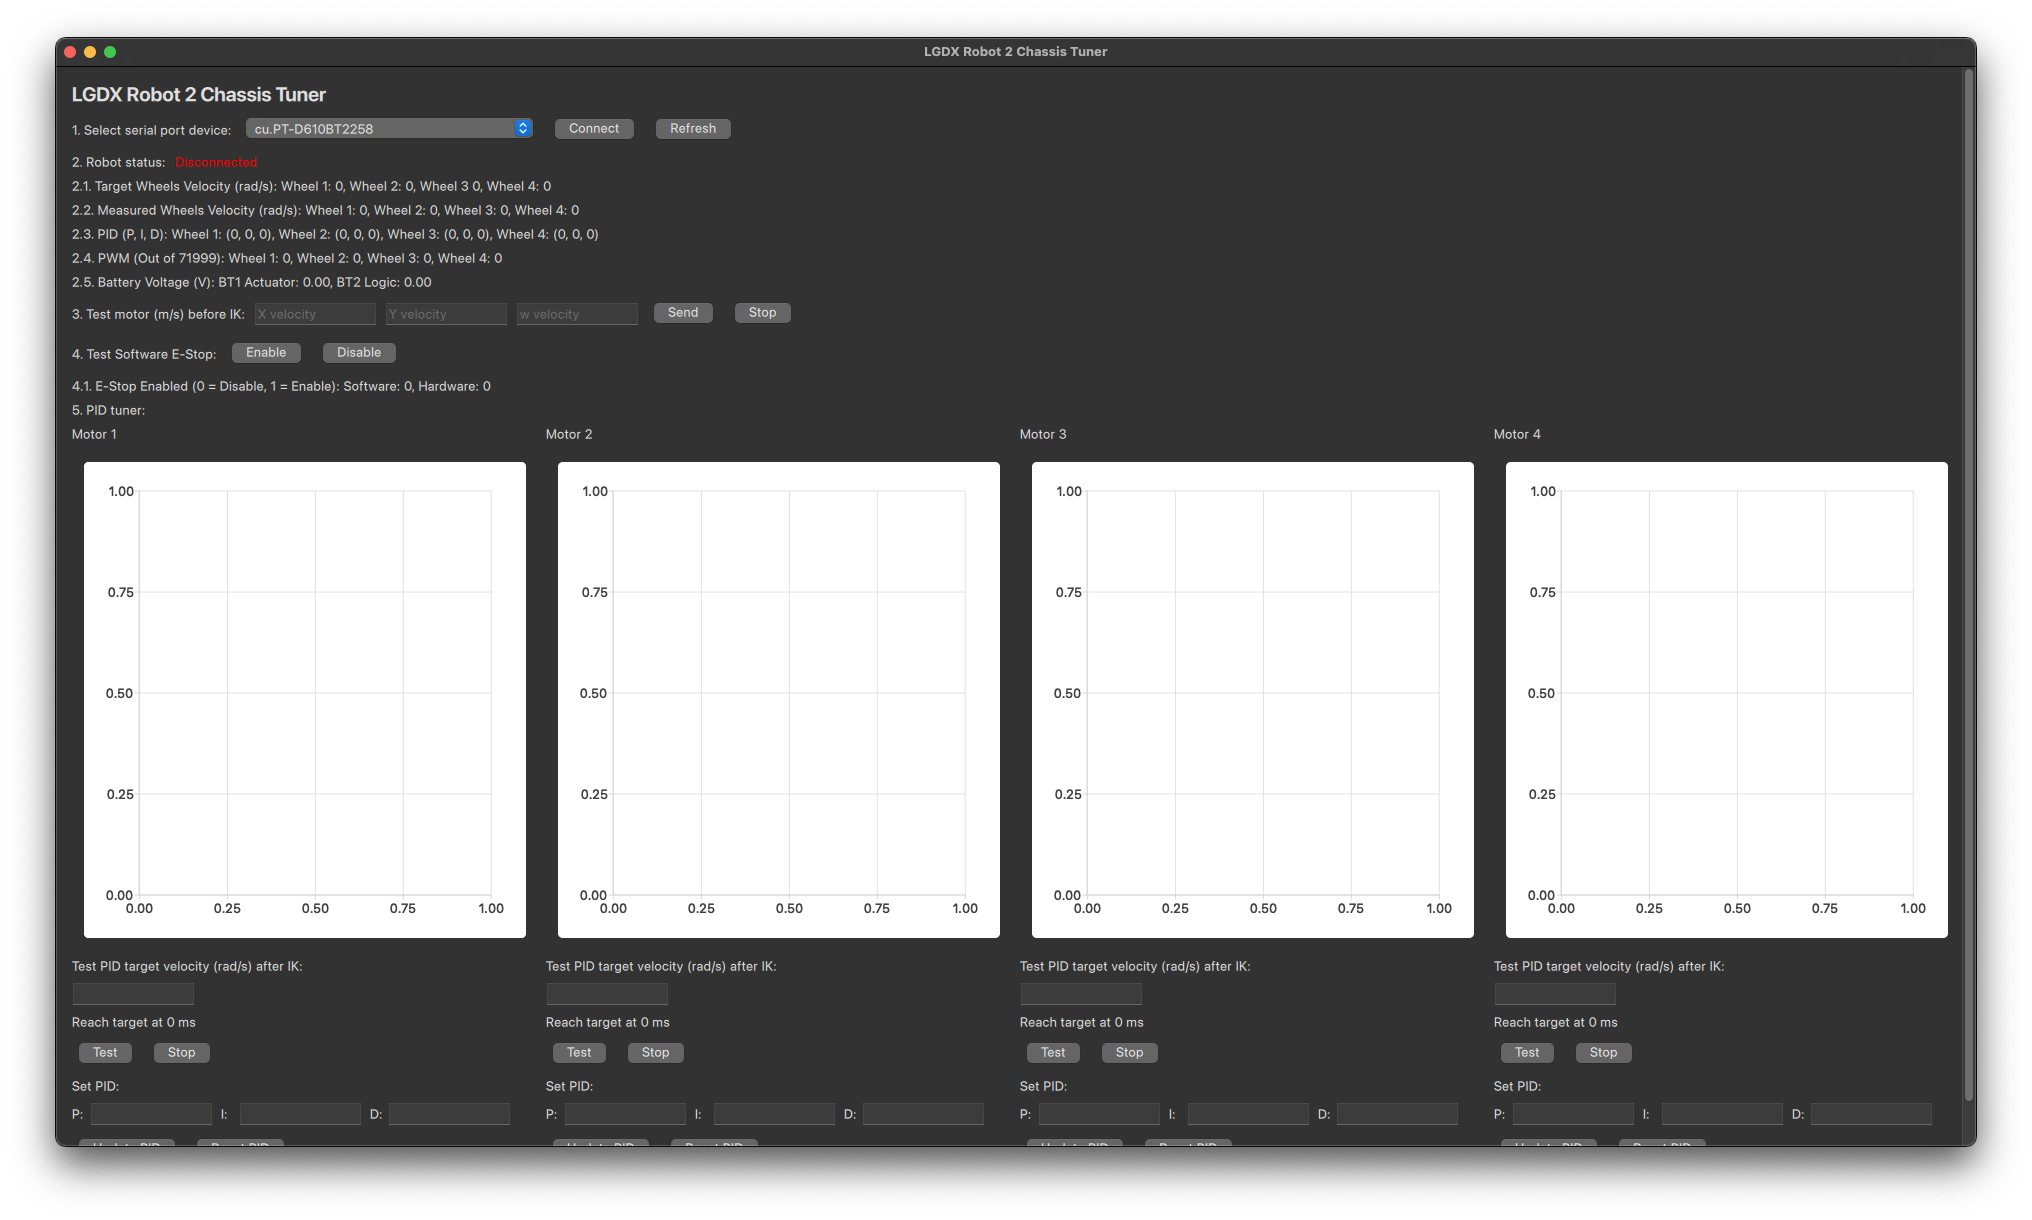 LGDX Robot 2 Chassis Tuner
LGDX Robot 2 Chassis Tuner
1. Select serial port device: cu.PT-D610BT2258 Connect Refresh
2. Robot status: Disconnected
2.1. Target Wheels Velocity (rad/s): Wheel 1: 0, Wheel 2: 0, Wheel 3 0, Wheel 4: 0
2.2. Measured Wheels Velocity (rad/s): Wheel 1: 0, Wheel 2: 0, Wheel 3: 0, Wheel 4: 0
2.3. PID (P, I, D): Wheel 1: (0, 0, 0), Wheel 2: (0, 0, 0), Wheel 3: (0, 0, 0), Wheel 4: (0, 0, 0)
2.4. PWM (Out of 71999): Wheel 1: 0, Wheel 2: 0, Wheel 3: 0, Wheel 4: 0
2.5. Battery Voltage (V): BT1 Actuator: 0.00, BT2 Logic: 0.00
3. Test motor (m/s) before IK: X velocity Y velocity w velocity Send Stop
4. Test Software E-Stop: Enable Disable
4.1. E-Stop Enabled (0 = Disable, 1 = Enable): Software: 0, Hardware: 0
5. PID tuner:
Motor 1 Motor 2 Motor 3 Motor 4
1.00 1.00 1.00 1.00
0.75 0.75 0.75 0.75
0.50 0.50 0.50 0.50
0.25 0.25 0.25 0.25
0.00 0.00 0.00 0.00
0.00 0.25 0.50 0.75 1.00 0.00 0.25 0.50 0.75 1.00 0.00 0.25 0.50 0.75 1.00 0.00 0.25 0.50 0.75 1.00
Test PID target velocity (rad/s) after IK: Test PID target velocity (rad/s) after IK: Test PID target velocity (rad/s) after IK: Test PID target velocity (rad/s) after IK:
Reach target at 0 ms Reach target at 0 ms Reach target at 0 ms Reach target at 0 ms
Test Stop Test Stop Test Stop Test Stop
Set PID: Set PID: Set PID: Set PID:
P: I: D: P: I: D: P: I: D: P: I: D: